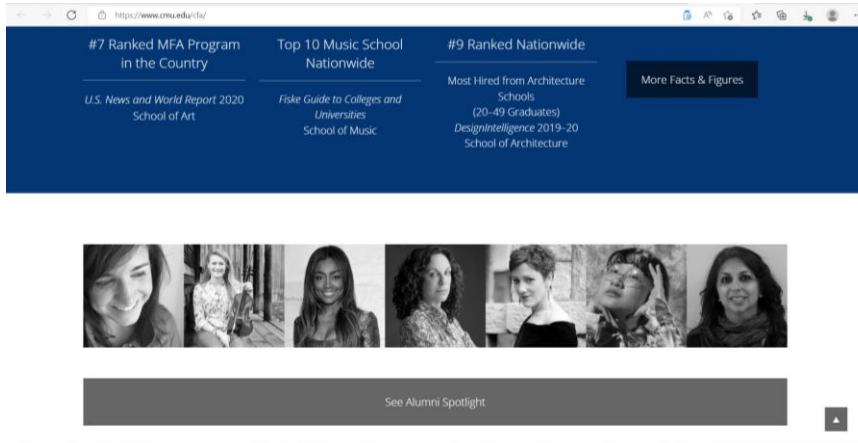 https://www.cmu.edu/cfa/
#7 Ranked MFA Program
in the Country
U.S. News and World Report 2020
School of Art
Top 10 Music School
Nationwide
Fiske Guide to Colleges and
Universities
School of Music
#9 Ranked Nationwide
Most Hired from Architecture
Schools
(20–49 Graduates)
DesignIntelligence 2019–20
School of Architecture
More Facts & Figures
See Alumni Spotlight